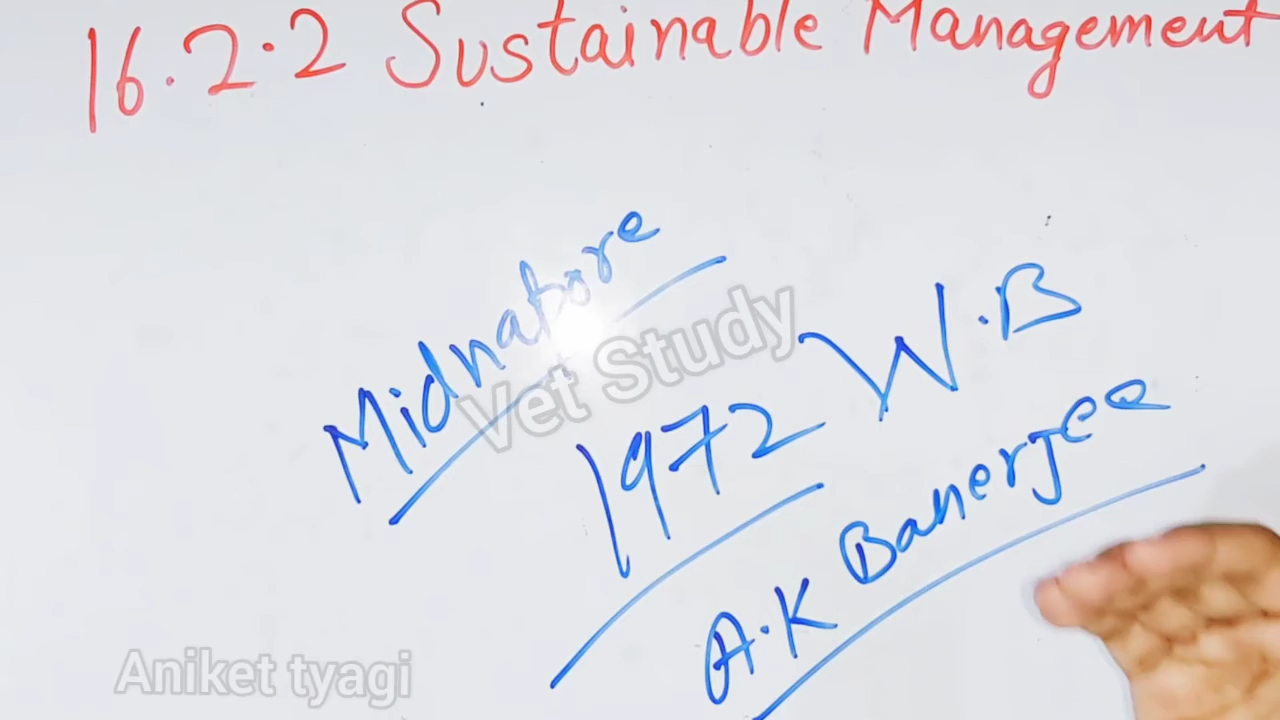 16.2.2 Sustainable Management
Midnapore
1972 W.B
A.K Banerjee
Vet Study
Aniket tyagi